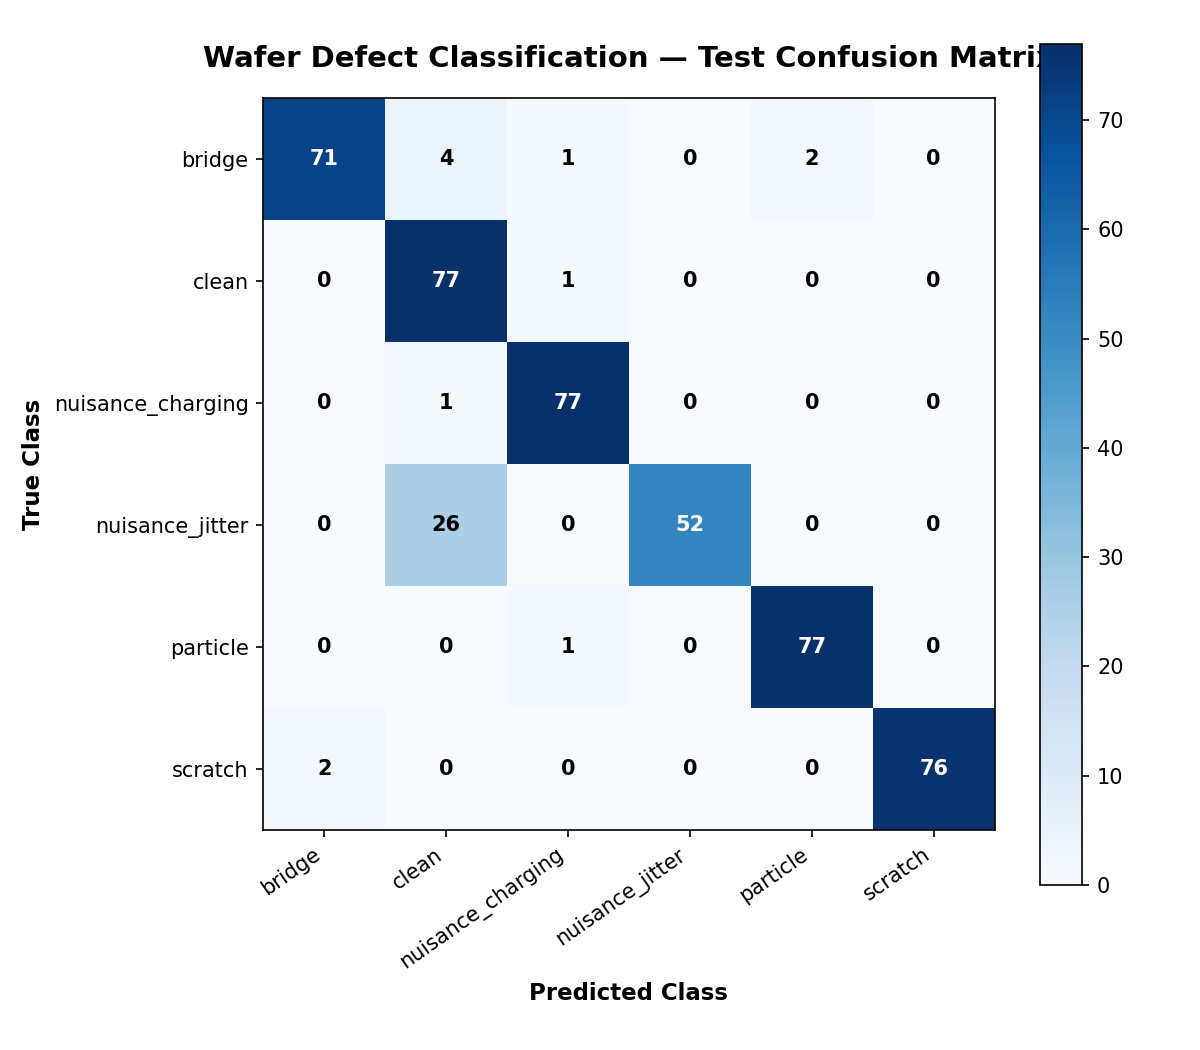 Wafer Defect Classification — Test Confusion Matrix
70
60
50
40
30
20
10
0
True Class
bridge 71 4 1 0 2 0
clean 0 77 1 0 0 0
nuisance_charging 0 1 77 0 0 0
nuisance_jitter 0 26 0 52 0 0
particle 0 0 1 0 77 0
scratch 2 0 0 0 0 76
bridge
clean
nuisance_charging
nuisance_jitter
particle
scratch
Predicted Class